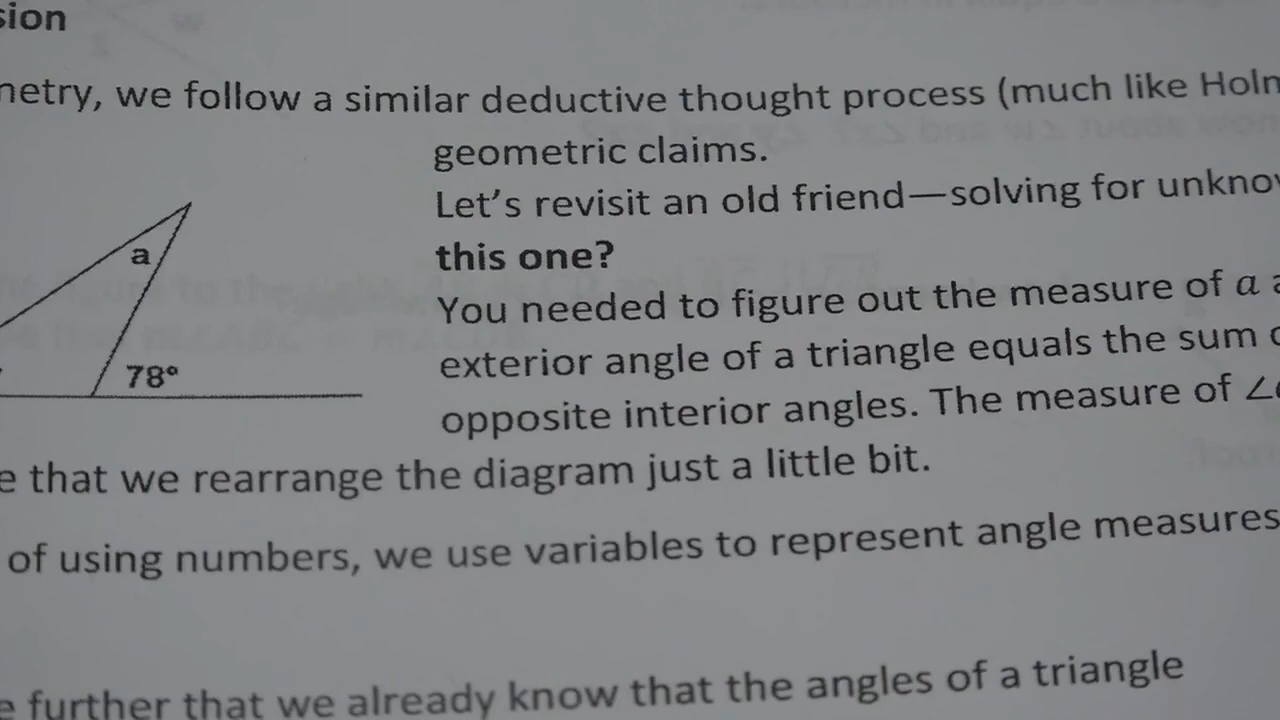 sion
netry, we follow a similar deductive thought process (much like Holm
geometric claims.
Let's revisit an old friend—solving for unknow
this one?
You needed to figure out the measure of a a
exterior angle of a triangle equals the sum o
opposite interior angles. The measure of ∠a
a
78°
e that we rearrange the diagram just a little bit.
of using numbers, we use variables to represent angle measures
e further that we already know that the angles of a triangle